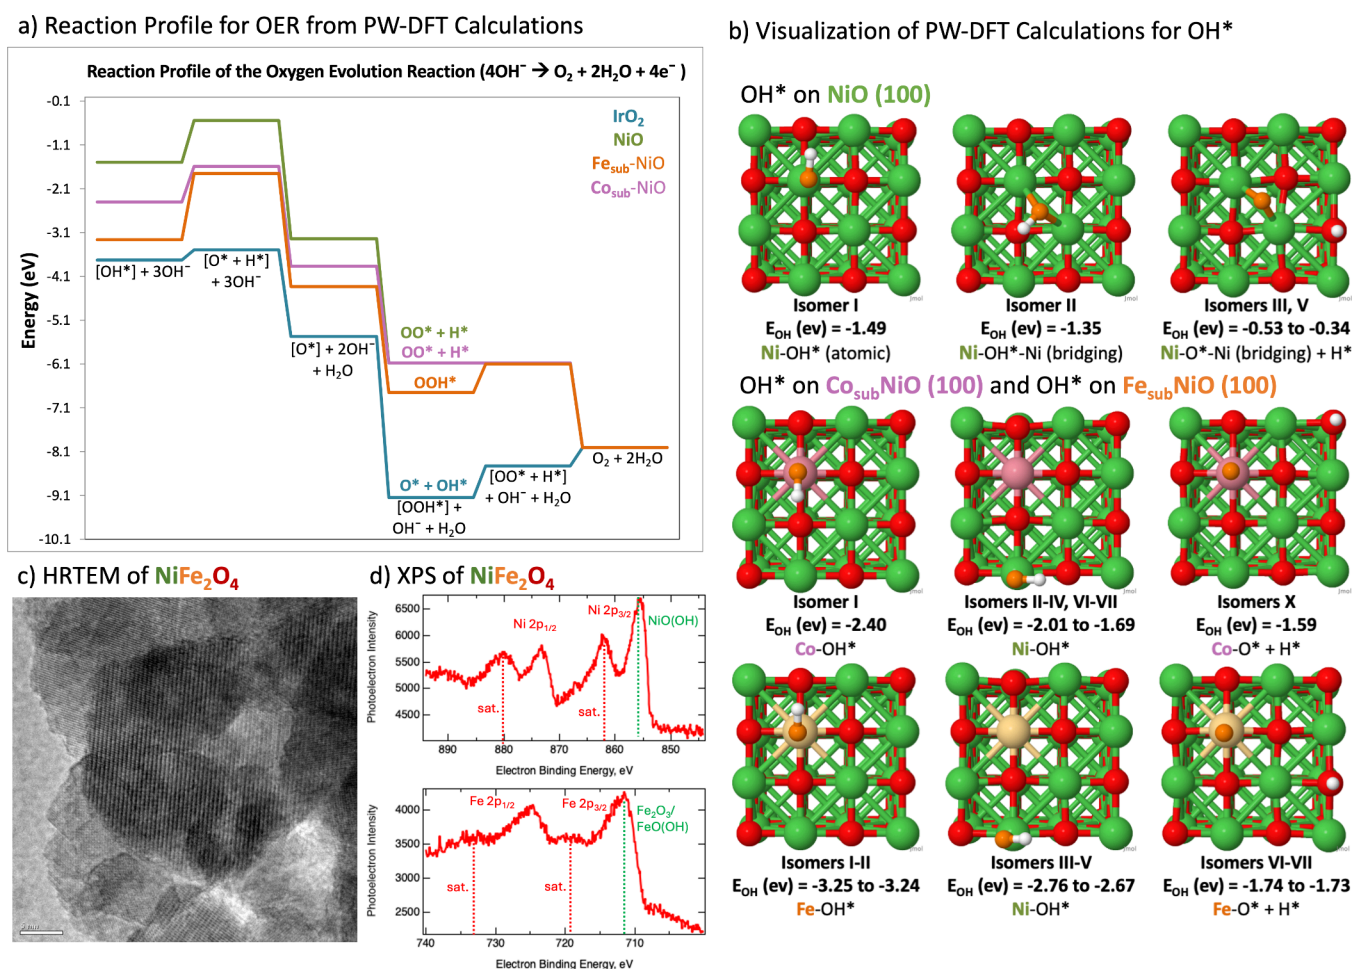 a) Reaction Profile for OER from PW-DFT Calculations
Reaction Profile of the Oxygen Evolution Reaction (4OH⁻ → O₂ + 2H₂O + 4e⁻ )
Energy (eV)
-0.1
-1.1
-2.1
-3.1
-4.1
-5.1
-6.1
-7.1
-8.1
-9.1
-10.1
IrO₂
NiO
Fe_sub-NiO
Co_sub-NiO
[OH*] + 3OH⁻
[O* + H*]
+ 3OH⁻
[O*] + 2OH⁻
+ H₂O
OO* + H*
OO* + H*
OOH*
O* + OH*
[OOH*] +
OH⁻ + H₂O
[OO* + H*]
+ OH⁻ + H₂O
O₂ + 2H₂O
b) Visualization of PW-DFT Calculations for OH*
OH* on NiO (100)
Jmol
Jmol
Jmol
Isomer I
E_OH (ev) = -1.49
Ni-OH* (atomic)
Isomer II
E_OH (ev) = -1.35
Ni-OH*-Ni (bridging)
Isomers III, V
E_OH (ev) = -0.53 to -0.34
Ni-O*-Ni (bridging) + H*
OH* on Co_subNiO (100) and OH* on Fe_subNiO (100)
Jmol
Jmol
Jmol
Isomer I
E_OH (ev) = -2.40
Co-OH*
Isomers II-IV, VI-VII
E_OH (ev) = -2.01 to -1.69
Ni-OH*
Isomers X
E_OH (ev) = -1.59
Co-O* + H*
Jmol
Jmol
Jmol
Isomers I-II
E_OH (ev) = -3.25 to -3.24
Fe-OH*
Isomers III-V
E_OH (ev) = -2.76 to -2.67
Ni-OH*
Isomers VI-VII
E_OH (ev) = -1.74 to -1.73
Fe-O* + H*
c) HRTEM of NiFe₂O₄
d) XPS of NiFe₂O₄
Photoelectron Intensity
6500
6000
5500
5000
4500
Ni 2p₁/₂
Ni 2p₃/₂
NiO(OH)
sat.
sat.
890 880 870 860 850
Electron Binding Energy, eV
Photoelectron Intensity
4000
3500
3000
2500
Fe 2p₁/₂
Fe 2p₃/₂
Fe₂O₃/
FeO(OH)
sat.
sat.
740 730 720 710
Electron Binding Energy, eV